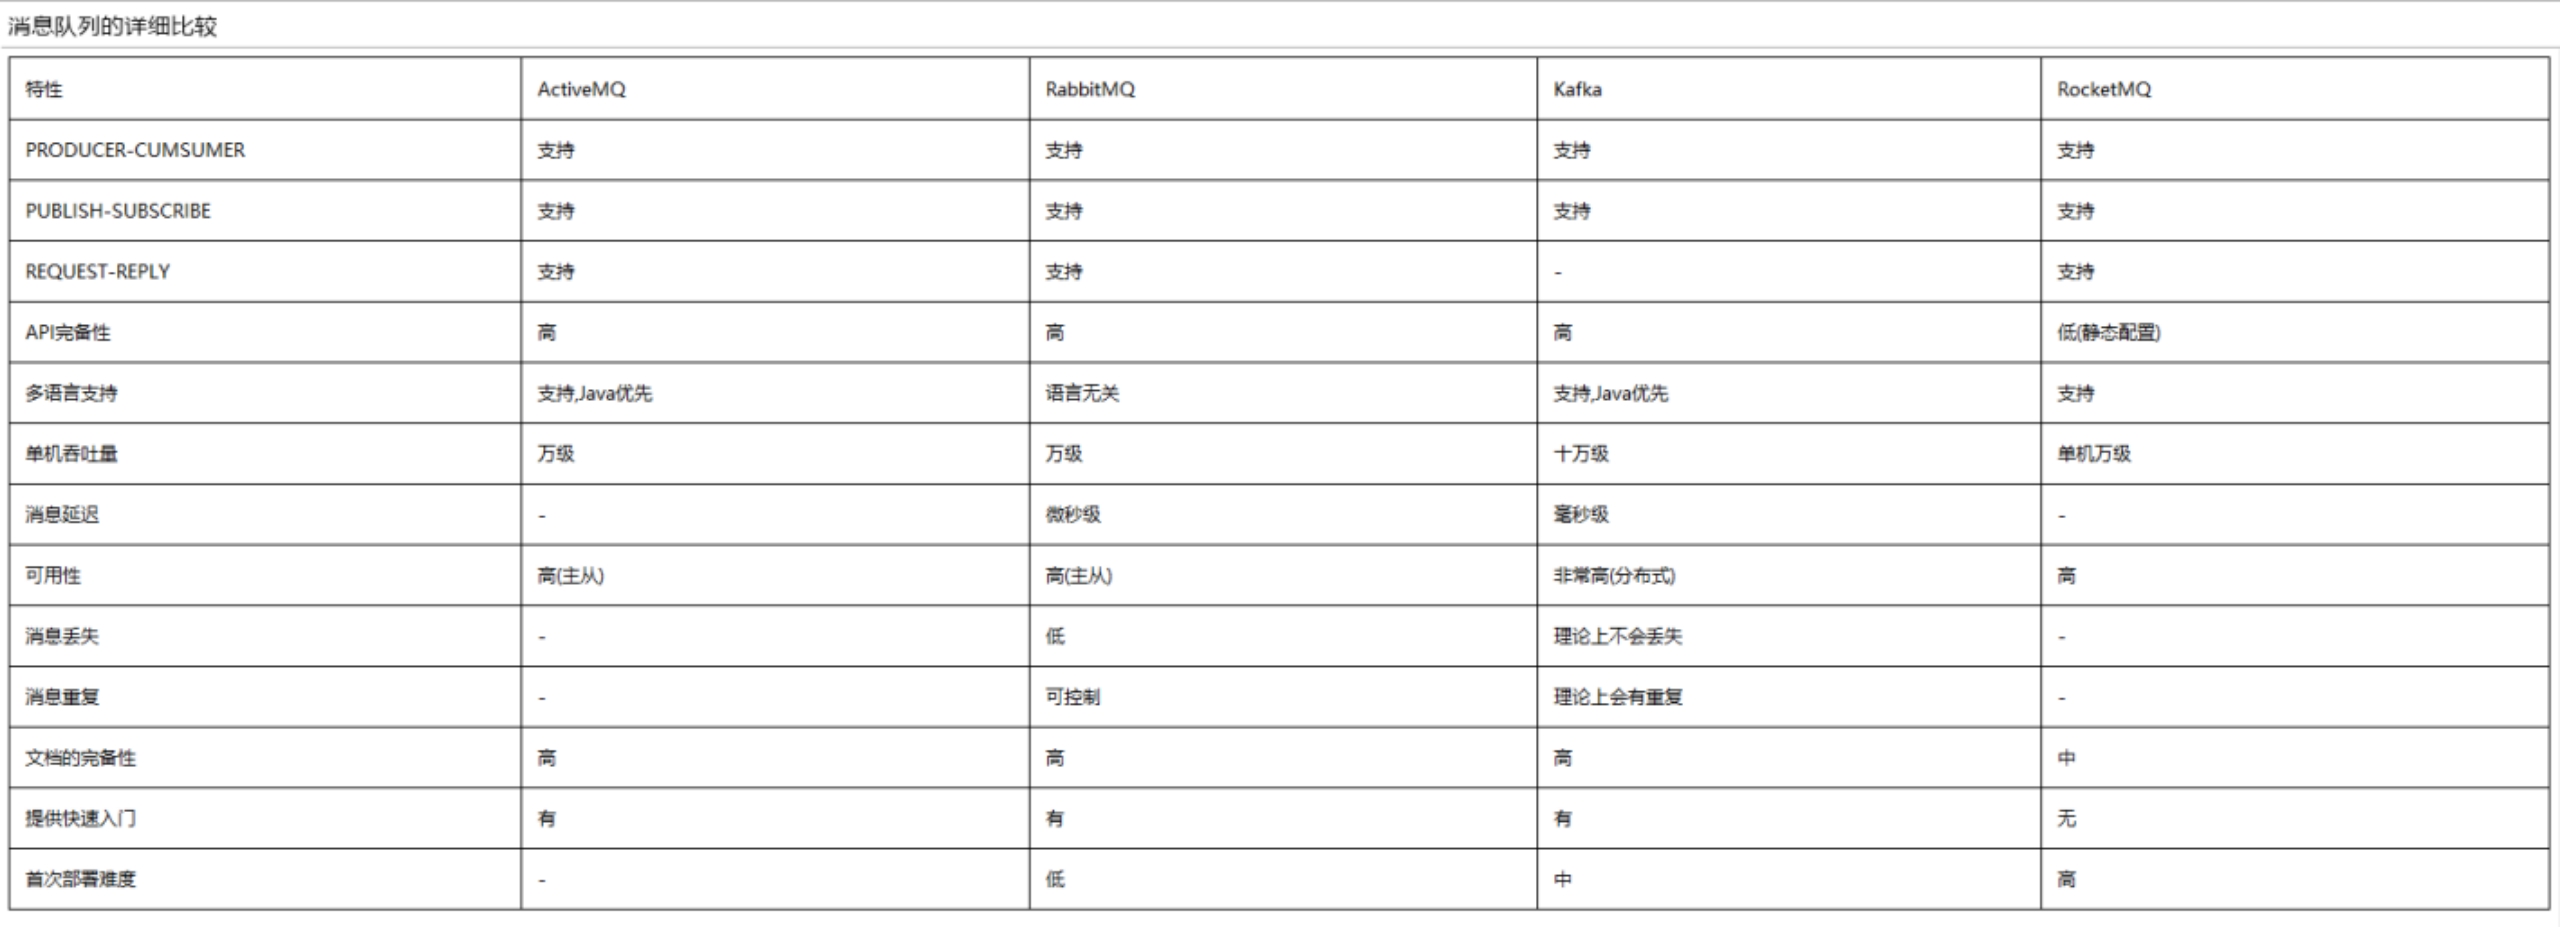 消息队列的详细比较
特性 ActiveMQ RabbitMQ Kafka RocketMQ
PRODUCER-CUMSUMER 支持 支持 支持 支持
PUBLISH-SUBSCRIBE 支持 支持 支持 支持
REQUEST-REPLY 支持 支持 - 支持
API完备性 高 高 高 低(静态配置)
多语言支持 支持,Java优先 语言无关 支持,Java优先 支持
单机吞吐量 万级 万级 十万级 单机万级
消息延迟 - 微秒级 毫秒级 -
可用性 高(主从) 高(主从) 非常高(分布式) 高
消息丢失 - 低 理论上不会丢失 -
消息重复 - 可控制 理论上会有重复 -
文档的完备性 高 高 高 中
提供快速入门 有 有 有 无
首次部署难度 - 低 中 高